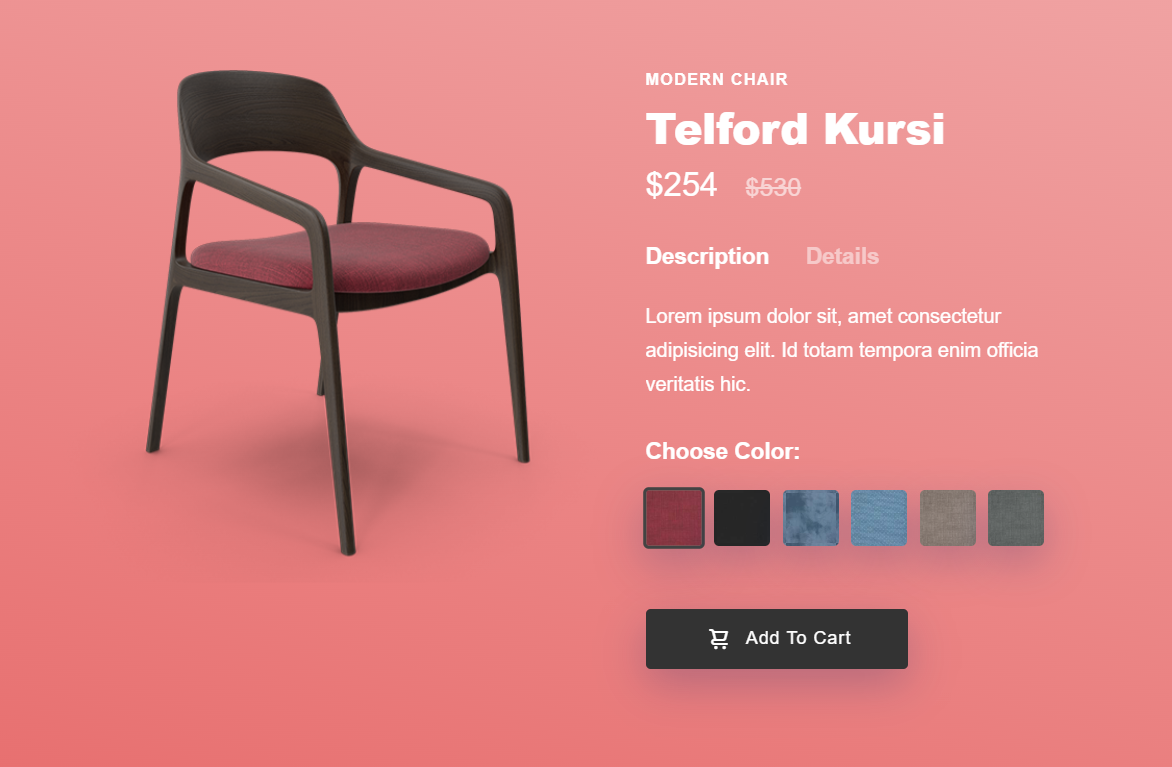 MODERN CHAIR
Telford Kursi
$254 $530
Description Details
Lorem ipsum dolor sit, amet consectetur
adipisicing elit. Id totam tempora enim officia
veritatis hic.
Choose Color:
Add To Cart